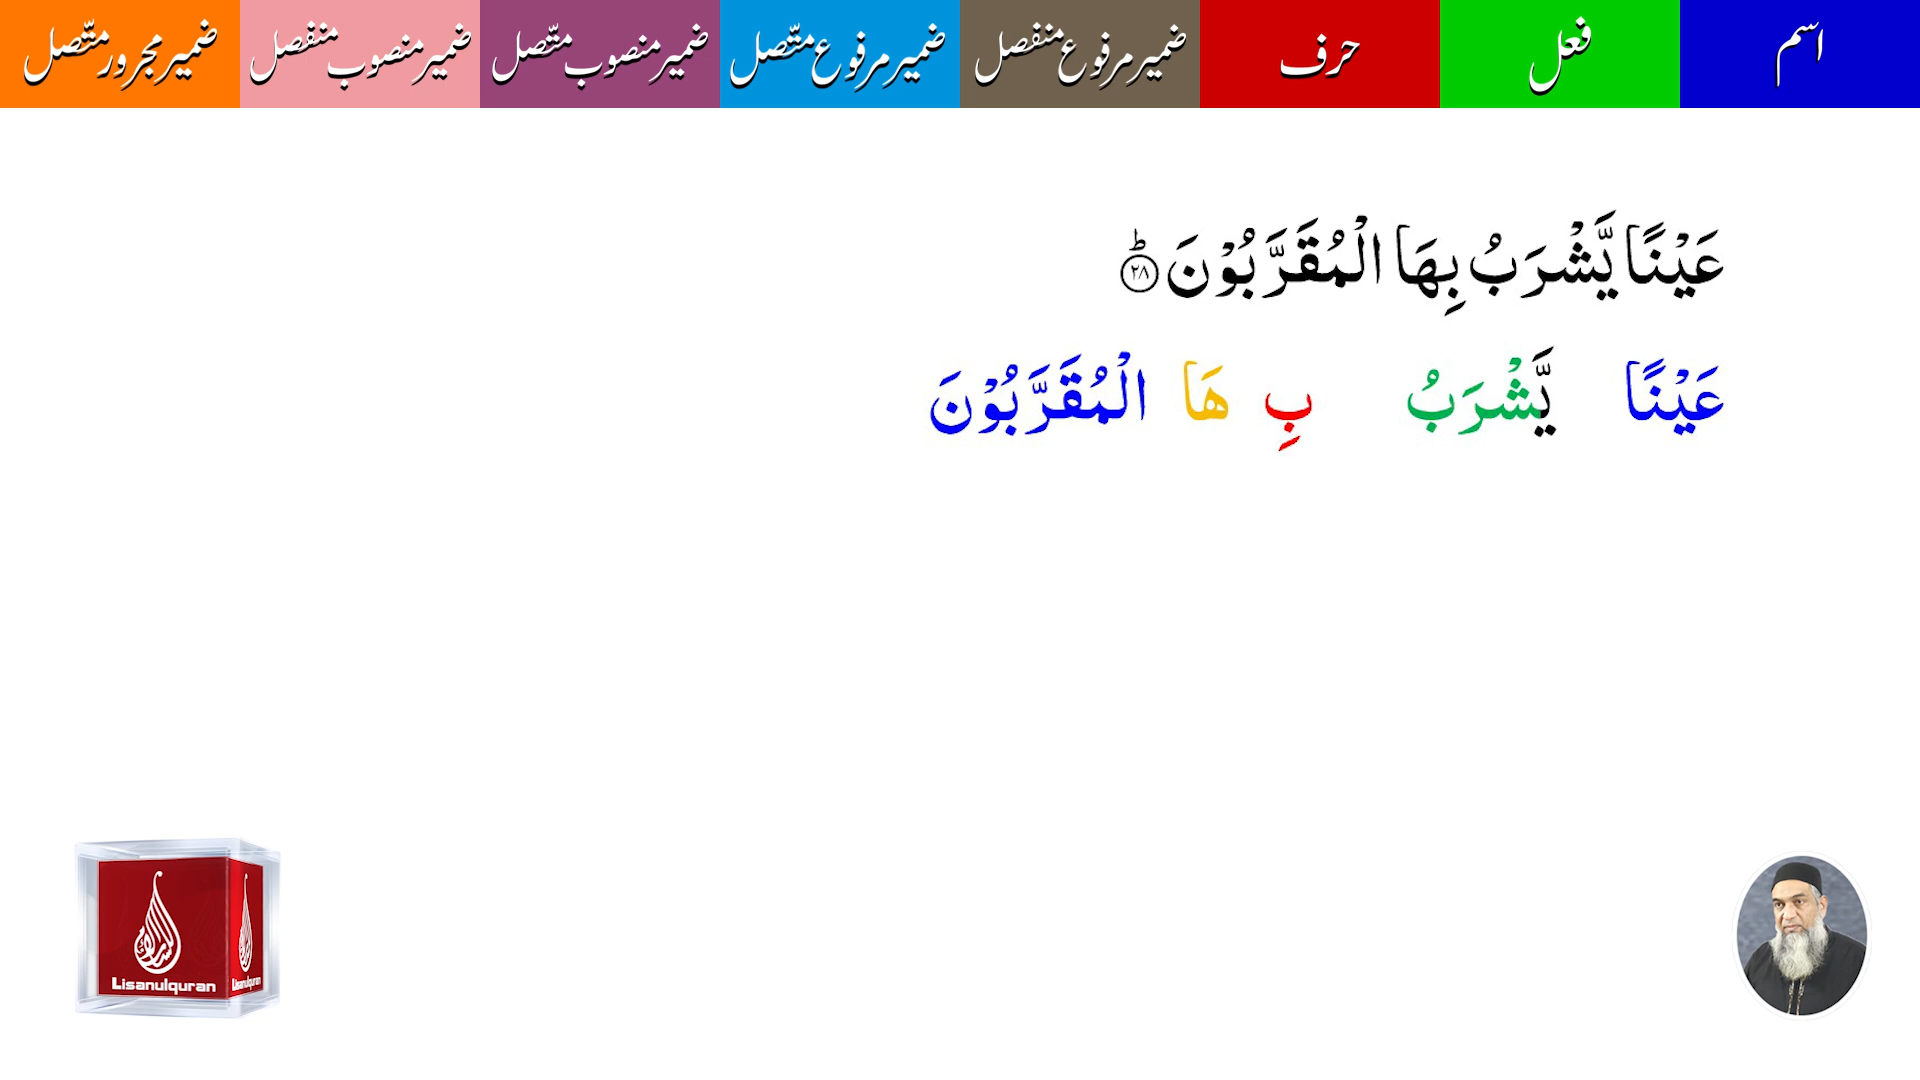 اسم فعل حرف ضمیر مرفوع منفصل ضمیر مرفوع متّصل ضمیر منصوب متّصل ضمیر منصوب منفصل ضمیر مجرور متّصل
عَيْنًا يَّشْرَبُ بِهَا الْمُقَرَّبُوْنَ ؕ ۲۸
عَيْنًا يَّشْرَبُ بِ هَا الْمُقَرَّبُوْنَ
Lisanulquran Lisanulquran